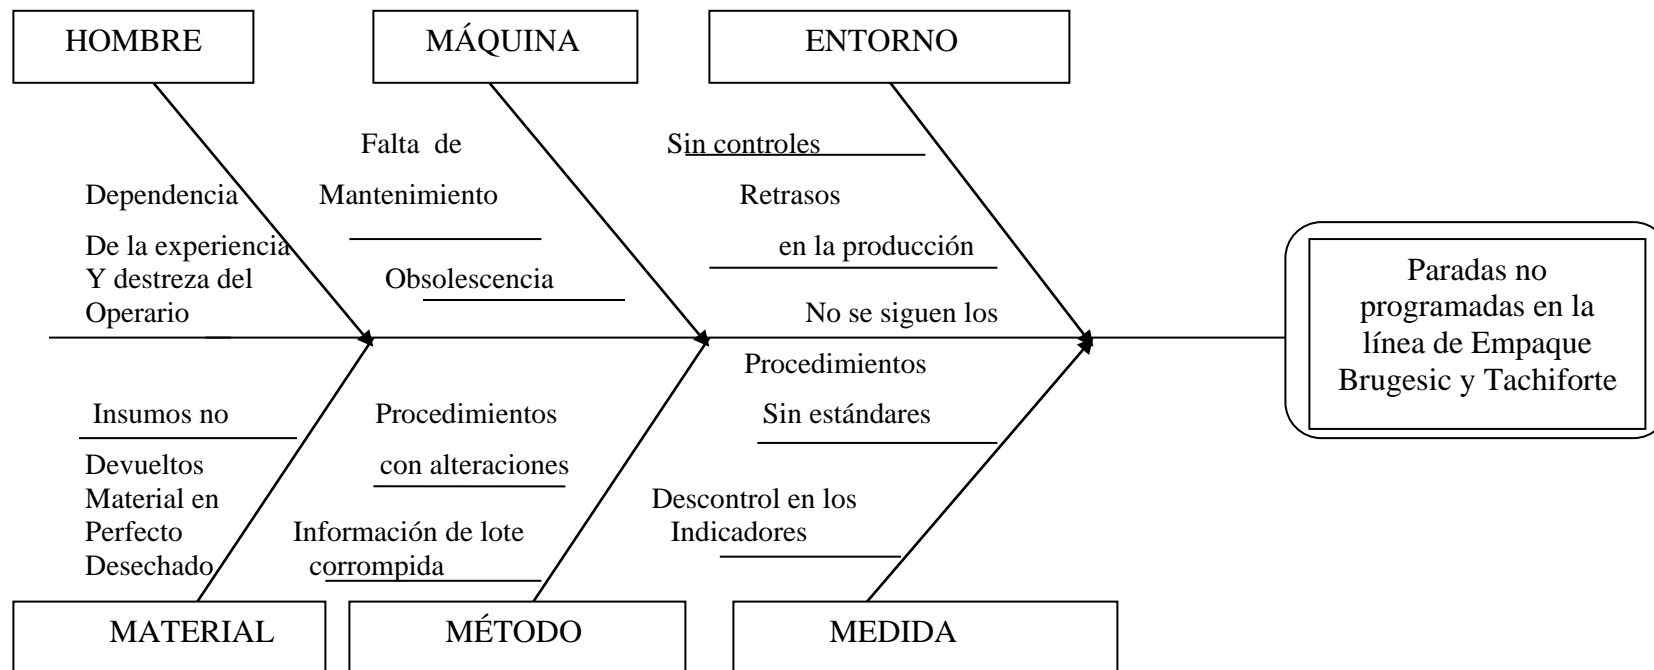 HOMBRE
MÁQUINA
ENTORNO
Falta de
Mantenimiento
Obsolescencia
Sin controles
Retrasos
en la producción
No se siguen los
Procedimientos
Dependencia
De la experiencia
Y destreza del
Operario
Paradas no
programadas en la
línea de Empaque
Brugesic y Tachiforte
Insumos no
Devueltos
Material en
Perfecto
Desechado
Procedimientos
con alteraciones
Información de lote
corrompida
Sin estándares
Descontrol en los
Indicadores
MATERIAL
MÉTODO
MEDIDA